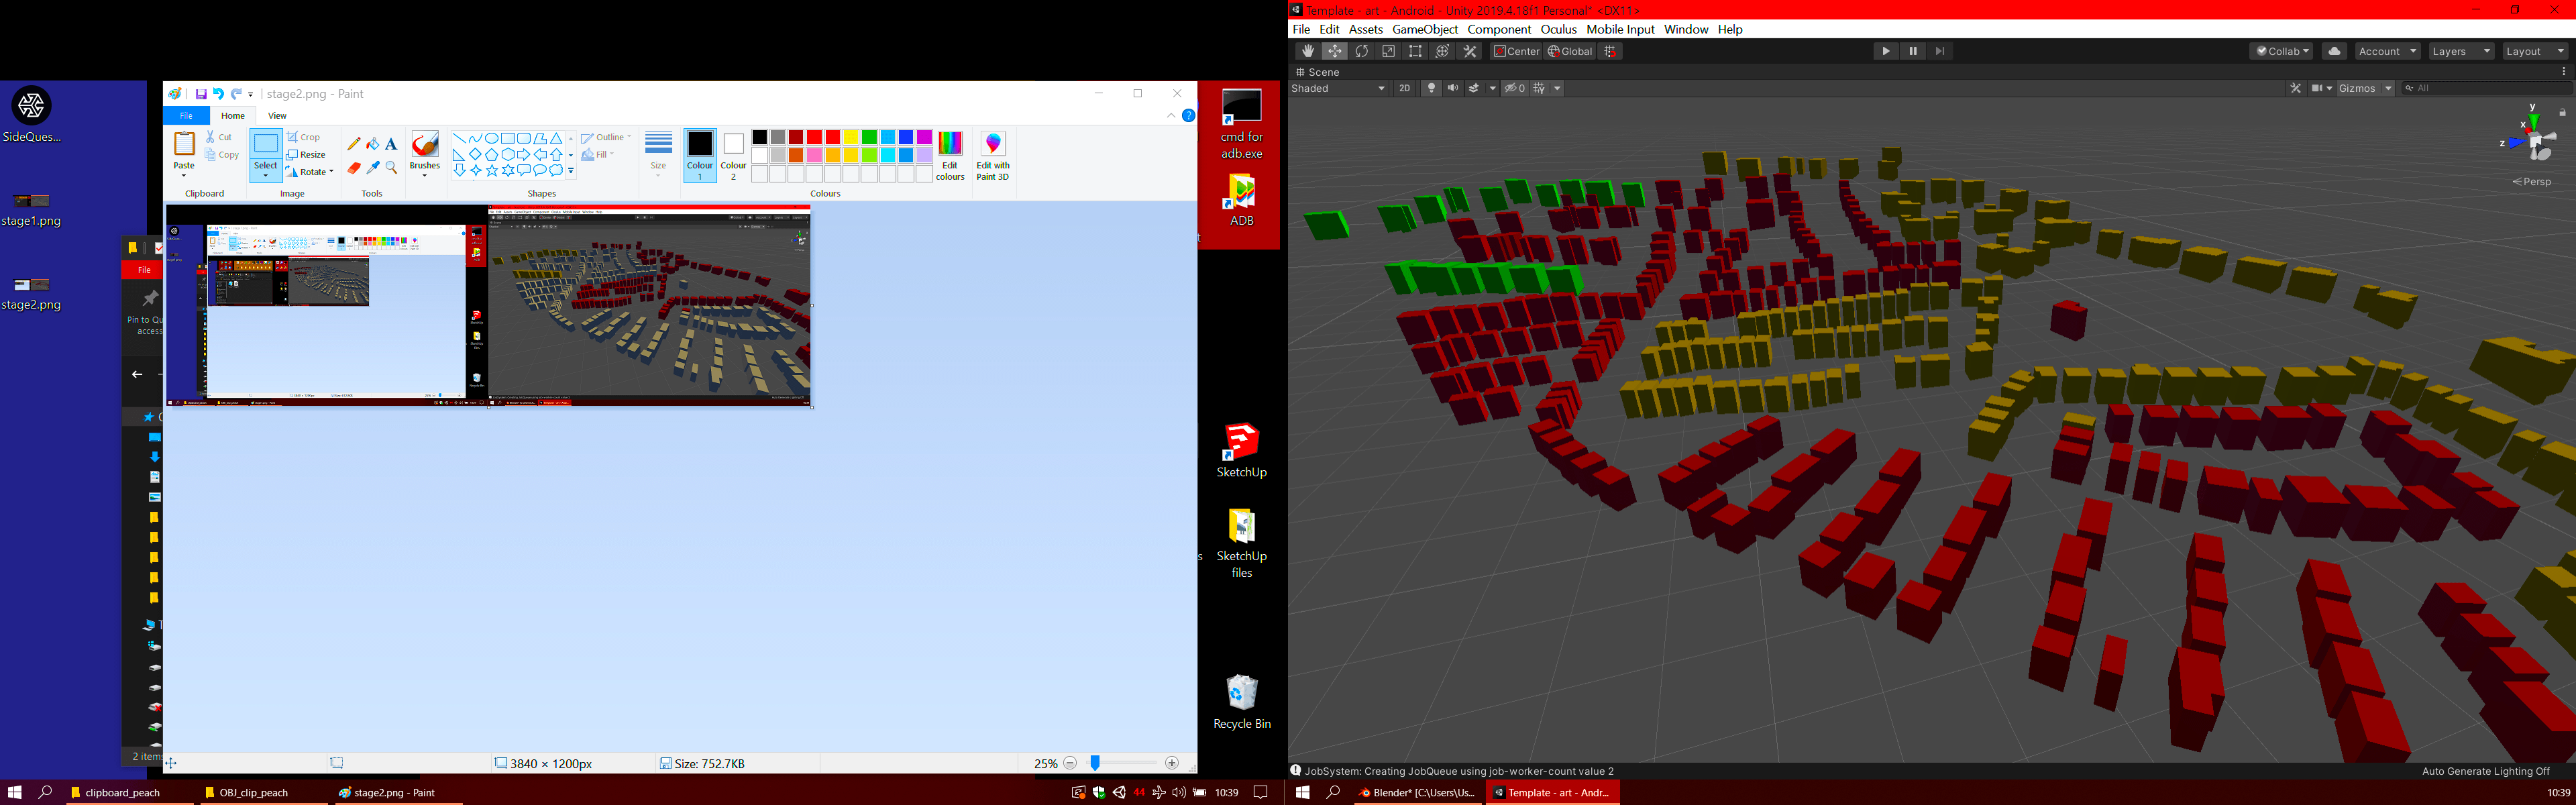 SideQues...
stage1.png
stage2.png
File
Pin to Qu
access
2 items
stage2.png - Paint
File Home View
Paste
Cut
Copy
Clipboard
Select
Crop
Resize
Rotate
Image
Tools
Brushes
Shapes
Outline
Fill
Size
Colour
1
Colour
2
Edit
colours
Edit with
Paint 3D
Colours
3840 × 1200px
Size: 752.7KB
25%
cmd for
adb.exe
ADB
SketchUp
SketchUp
files
Recycle Bin
clipboard_peach
OBJ_clip_peach
stage2.png - Paint
44
10:39
Template - art - Android - Unity 2019.4.18f1 Personal* <DX11>
File Edit Assets GameObject Component Oculus Mobile Input Window Help
Center Global
Collab Account Layers Layout
Scene
Shaded 2D 0 Gizmos All
y
x
z
Persp
JobSystem: Creating JobQueue using job-worker-count value 2
Auto Generate Lighting Off
Blender* [C:\Users\Us...
Template - art - Andr...
10:39